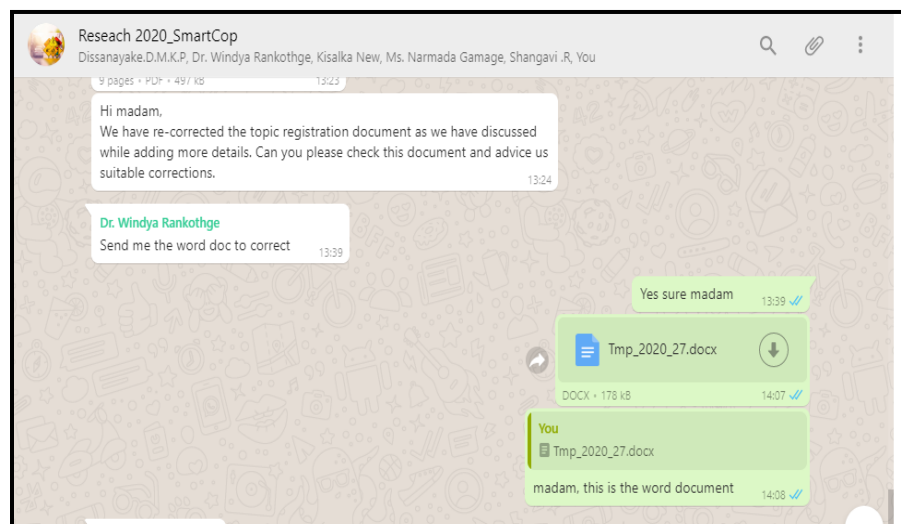 Reseach 2020_SmartCop
Dissanayake.D.M.K.P, Dr. Windya Rankothge, Kisalka New, Ms. Narmada Gamage, Shangavi .R, You
9 pages • PDF • 497 kB 13:23
Hi madam,
We have re-corrected the topic registration document as we have discussed
while adding more details. Can you please check this document and advice us
suitable corrections.
13:24
Dr. Windya Rankothge
Send me the word doc to correct 13:39
Yes sure madam 13:39
Tmp_2020_27.docx
DOCX • 178 kB 14:07
You
Tmp_2020_27.docx
madam, this is the word document 14:08